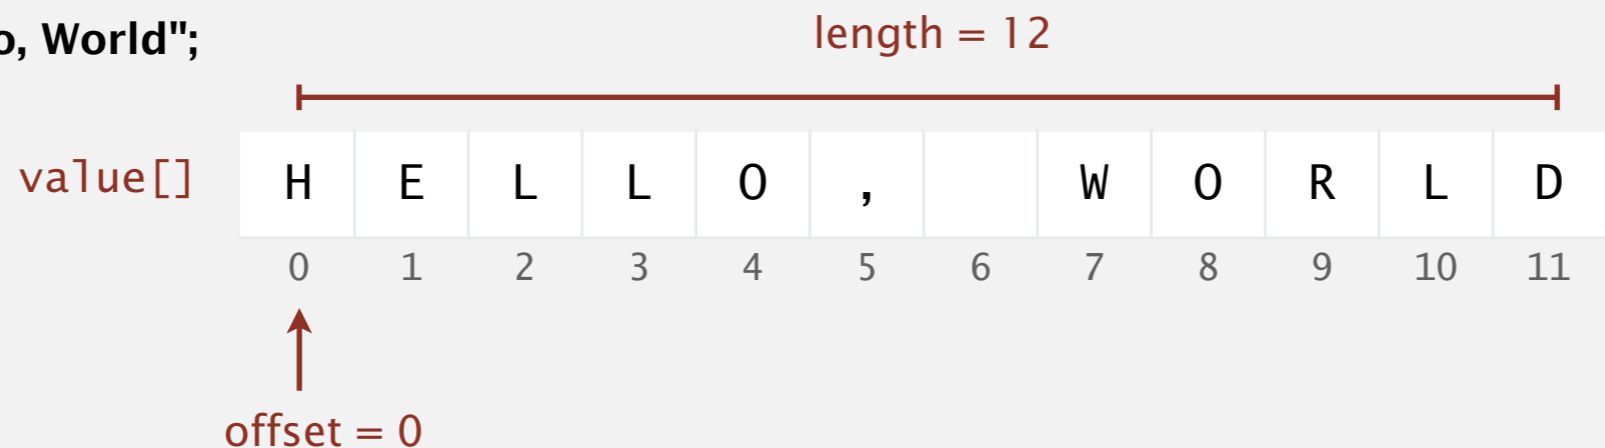 o, World";
length = 12
value[] H E L L O , W O R L D
0 1 2 3 4 5 6 7 8 9 10 11
offset = 0